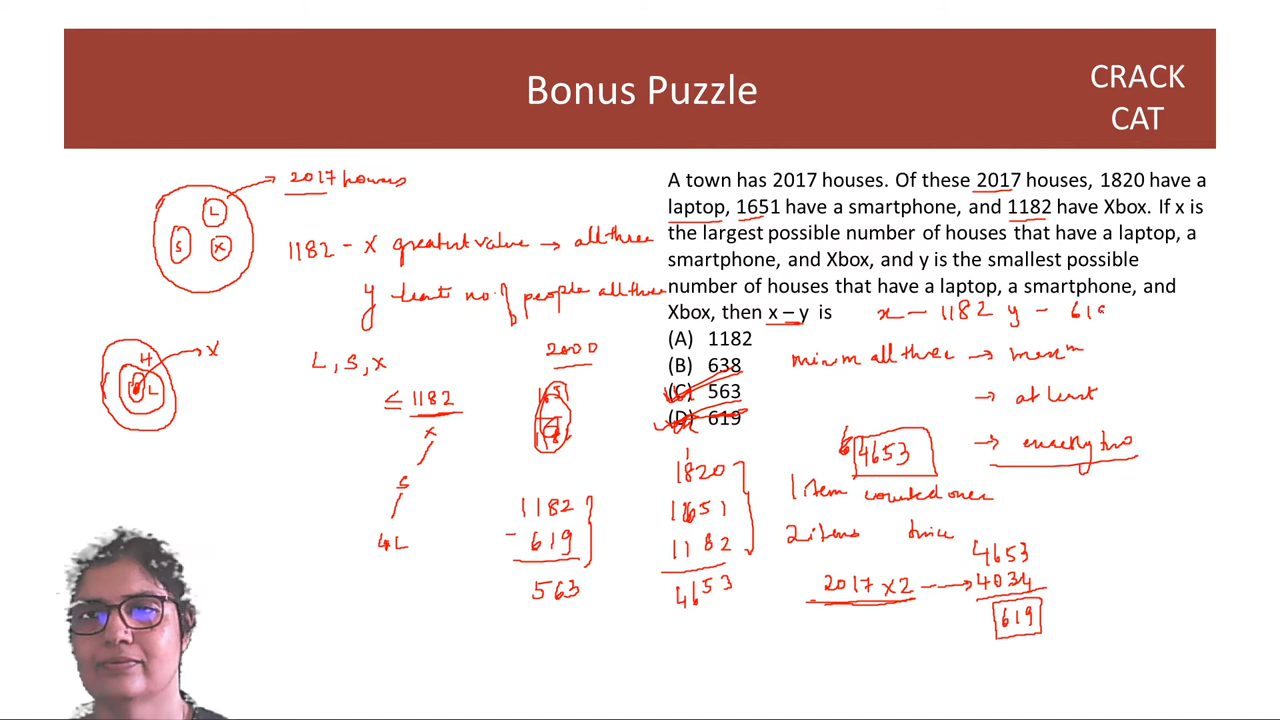 Bonus Puzzle
CRACK
CAT
A town has 2017 houses. Of these 2017 houses, 1820 have a
laptop, 1651 have a smartphone, and 1182 have Xbox. If x is
the largest possible number of houses that have a laptop, a
smartphone, and Xbox, and y is the smallest possible
number of houses that have a laptop, a smartphone, and
Xbox, then x – y is
(A) 1182
(B) 638
(C) 563
(D) 619
2017 houses
L
S X
1182 - x greatest value → all three
y least no. of people all three
L, S, X
≤ 1182
x
S
L
H
L
X
2000
1182
- 619
563
1820
1651
1182
4653
x - 1182 y - 619
minm all three → maxm
→ at least
→ exactly two
4653
1 item counted once
2 items twice
2017 x 2 →
4653
4034
619